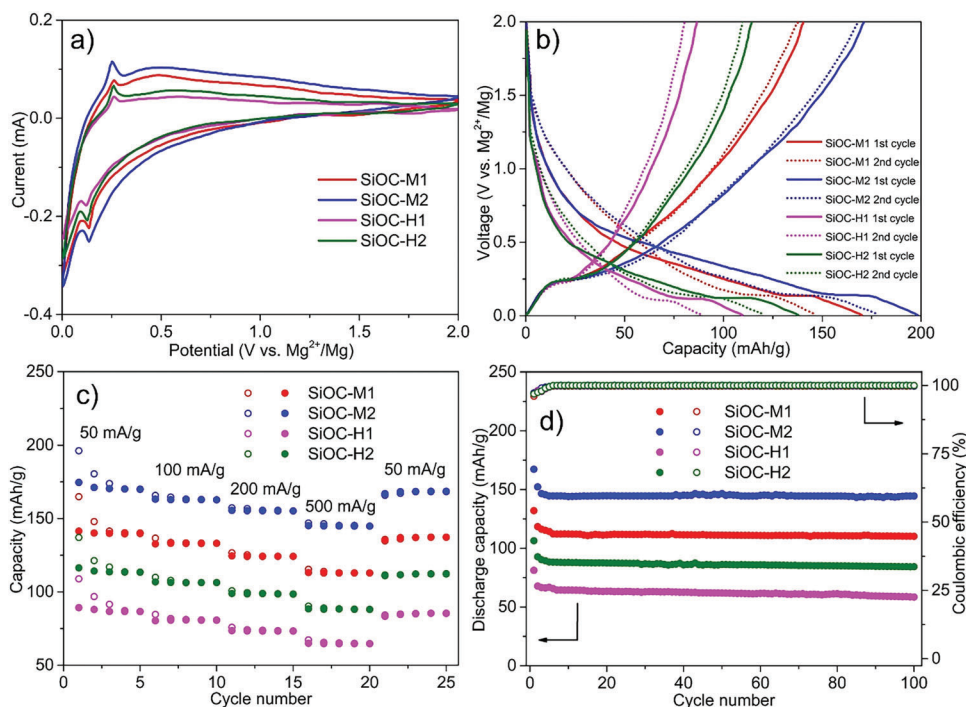 a)
0.2
0.0
-0.2
-0.4
Current (mA)
SiOC-M1
SiOC-M2
SiOC-H1
SiOC-H2
0.0 0.5 1.0 1.5 2.0
Potential (V vs. Mg²⁺/Mg)
b)
2.0
1.5
1.0
0.5
0.0
Voltage (V vs. Mg²⁺/Mg)
SiOC-M1 1st cycle
SiOC-M1 2nd cycle
SiOC-M2 1st cycle
SiOC-M2 2nd cycle
SiOC-H1 1st cycle
SiOC-H1 2nd cycle
SiOC-H2 1st cycle
SiOC-H2 2nd cycle
0 50 100 150 200
Capacity (mAh/g)
c)
250
200
150
100
50
Capacity (mAh/g)
SiOC-M1
SiOC-M2
SiOC-H1
SiOC-H2
50 mA/g
100 mA/g
200 mA/g
500 mA/g
50 mA/g
0 5 10 15 20 25
Cycle number
d)
250
200
150
100
50
0
Discharge capacity (mAh/g)
SiOC-M1
SiOC-M2
SiOC-H1
SiOC-H2
100
75
50
25
0
Coulombic efficiency (%)
0 20 40 60 80 100
Cycle number